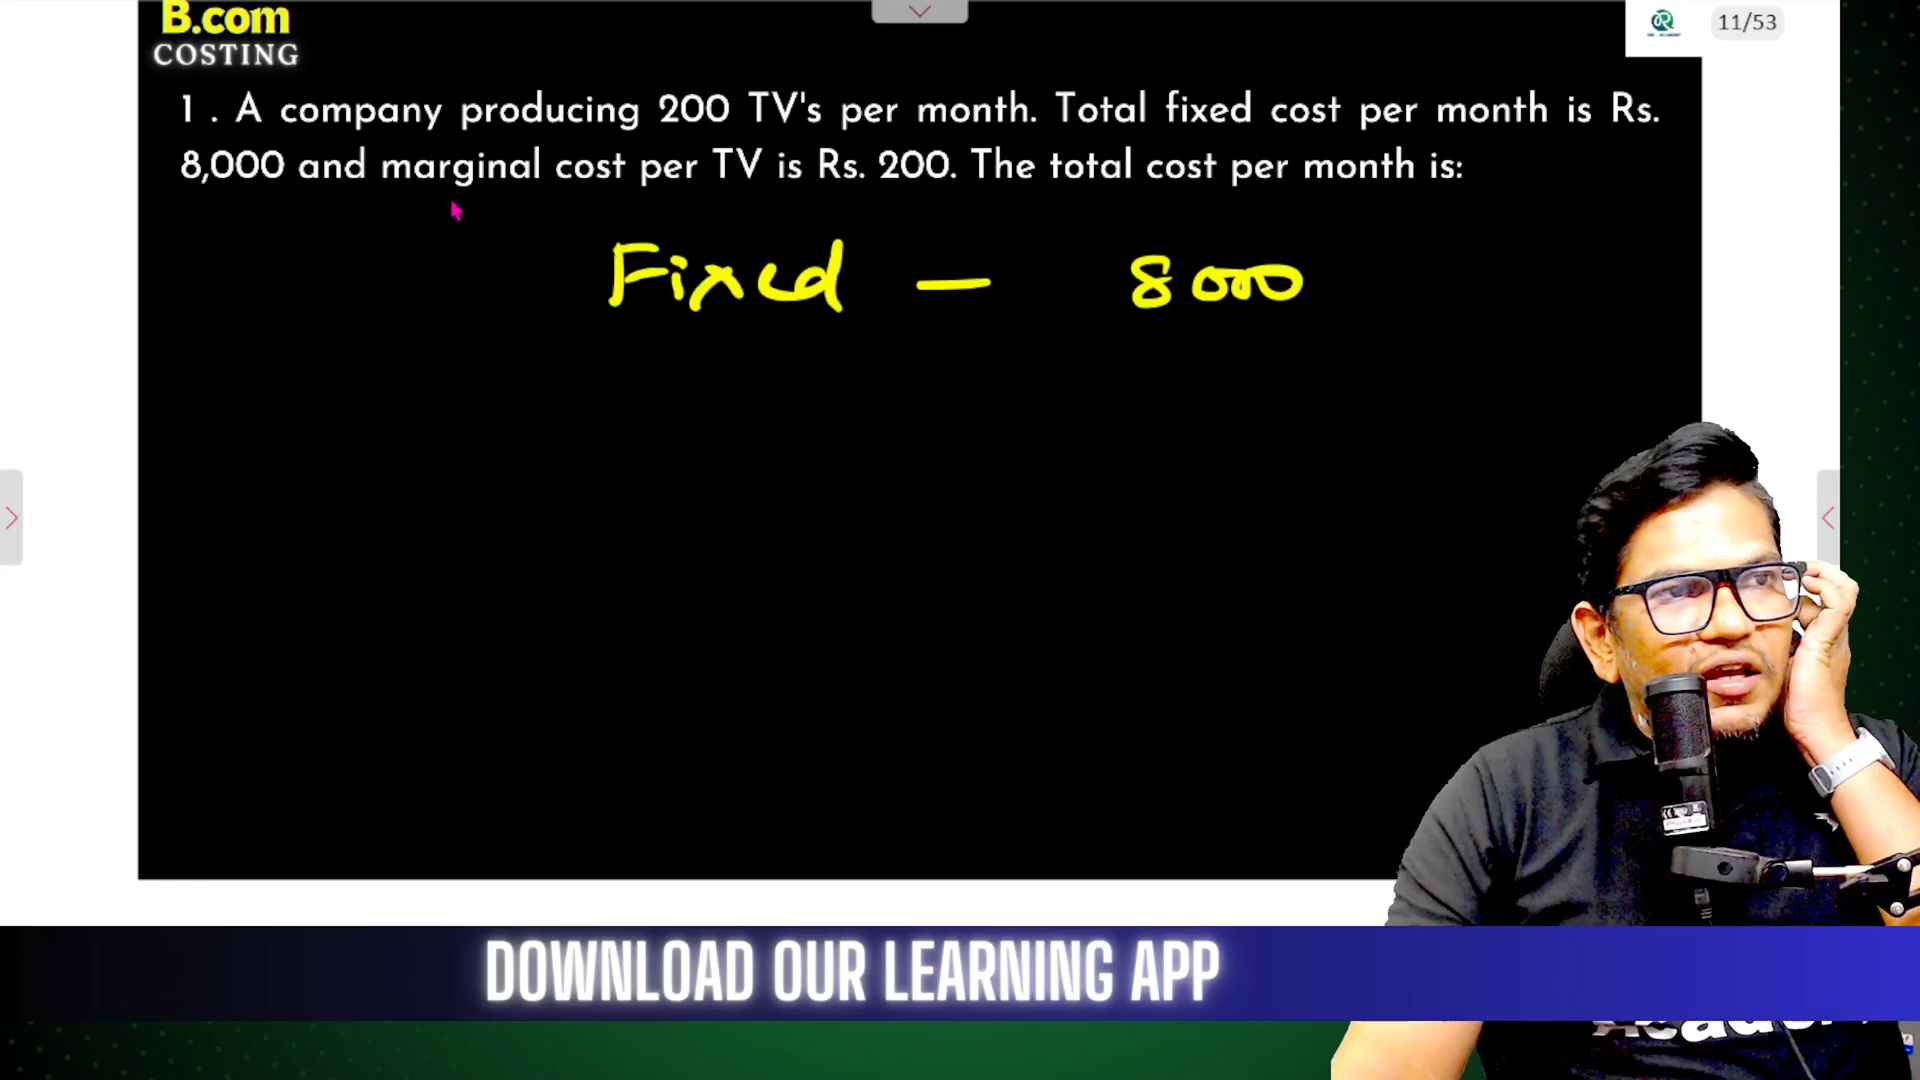 B.com
COSTING
11/53
1 . A company producing 200 TV's per month. Total fixed cost per month is Rs.
8,000 and marginal cost per TV is Rs. 200. The total cost per month is:
Fixed — 8000
DOWNLOAD OUR LEARNING APP